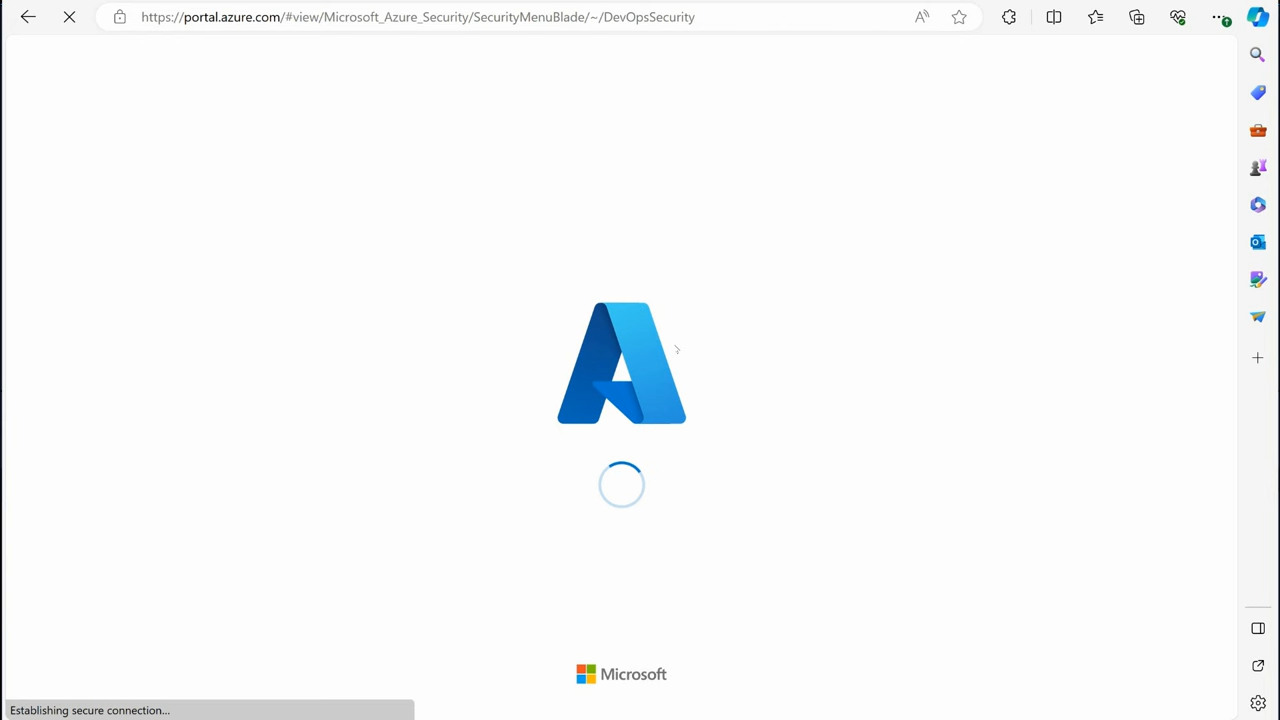 https://portal.azure.com/#view/Microsoft_Azure_Security/SecurityMenuBlade/~/DevOpsSecurity
Microsoft
Establishing secure connection...